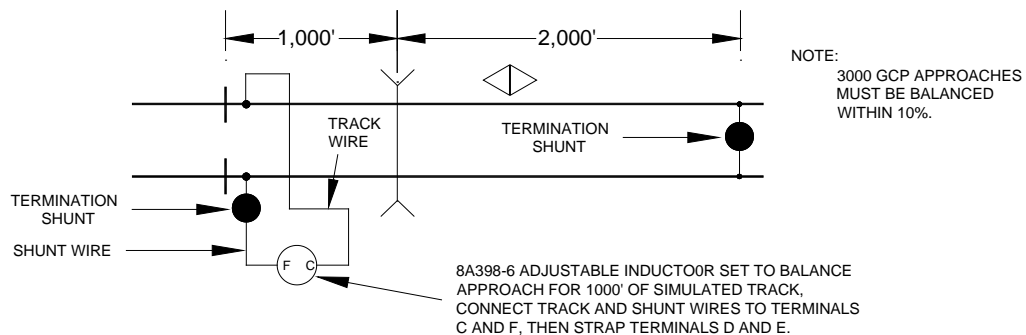 1,000'
2,000'
NOTE:
3000 GCP APPROACHES
MUST BE BALANCED
WITHIN 10%.
TRACK
WIRE
TERMINATION
SHUNT
TERMINATION
SHUNT
SHUNT WIRE
F C
8A398-6 ADJUSTABLE INDUCTO0R SET TO BALANCE
APPROACH FOR 1000' OF SIMULATED TRACK,
CONNECT TRACK AND SHUNT WIRES TO TERMINALS
C AND F, THEN STRAP TERMINALS D AND E.